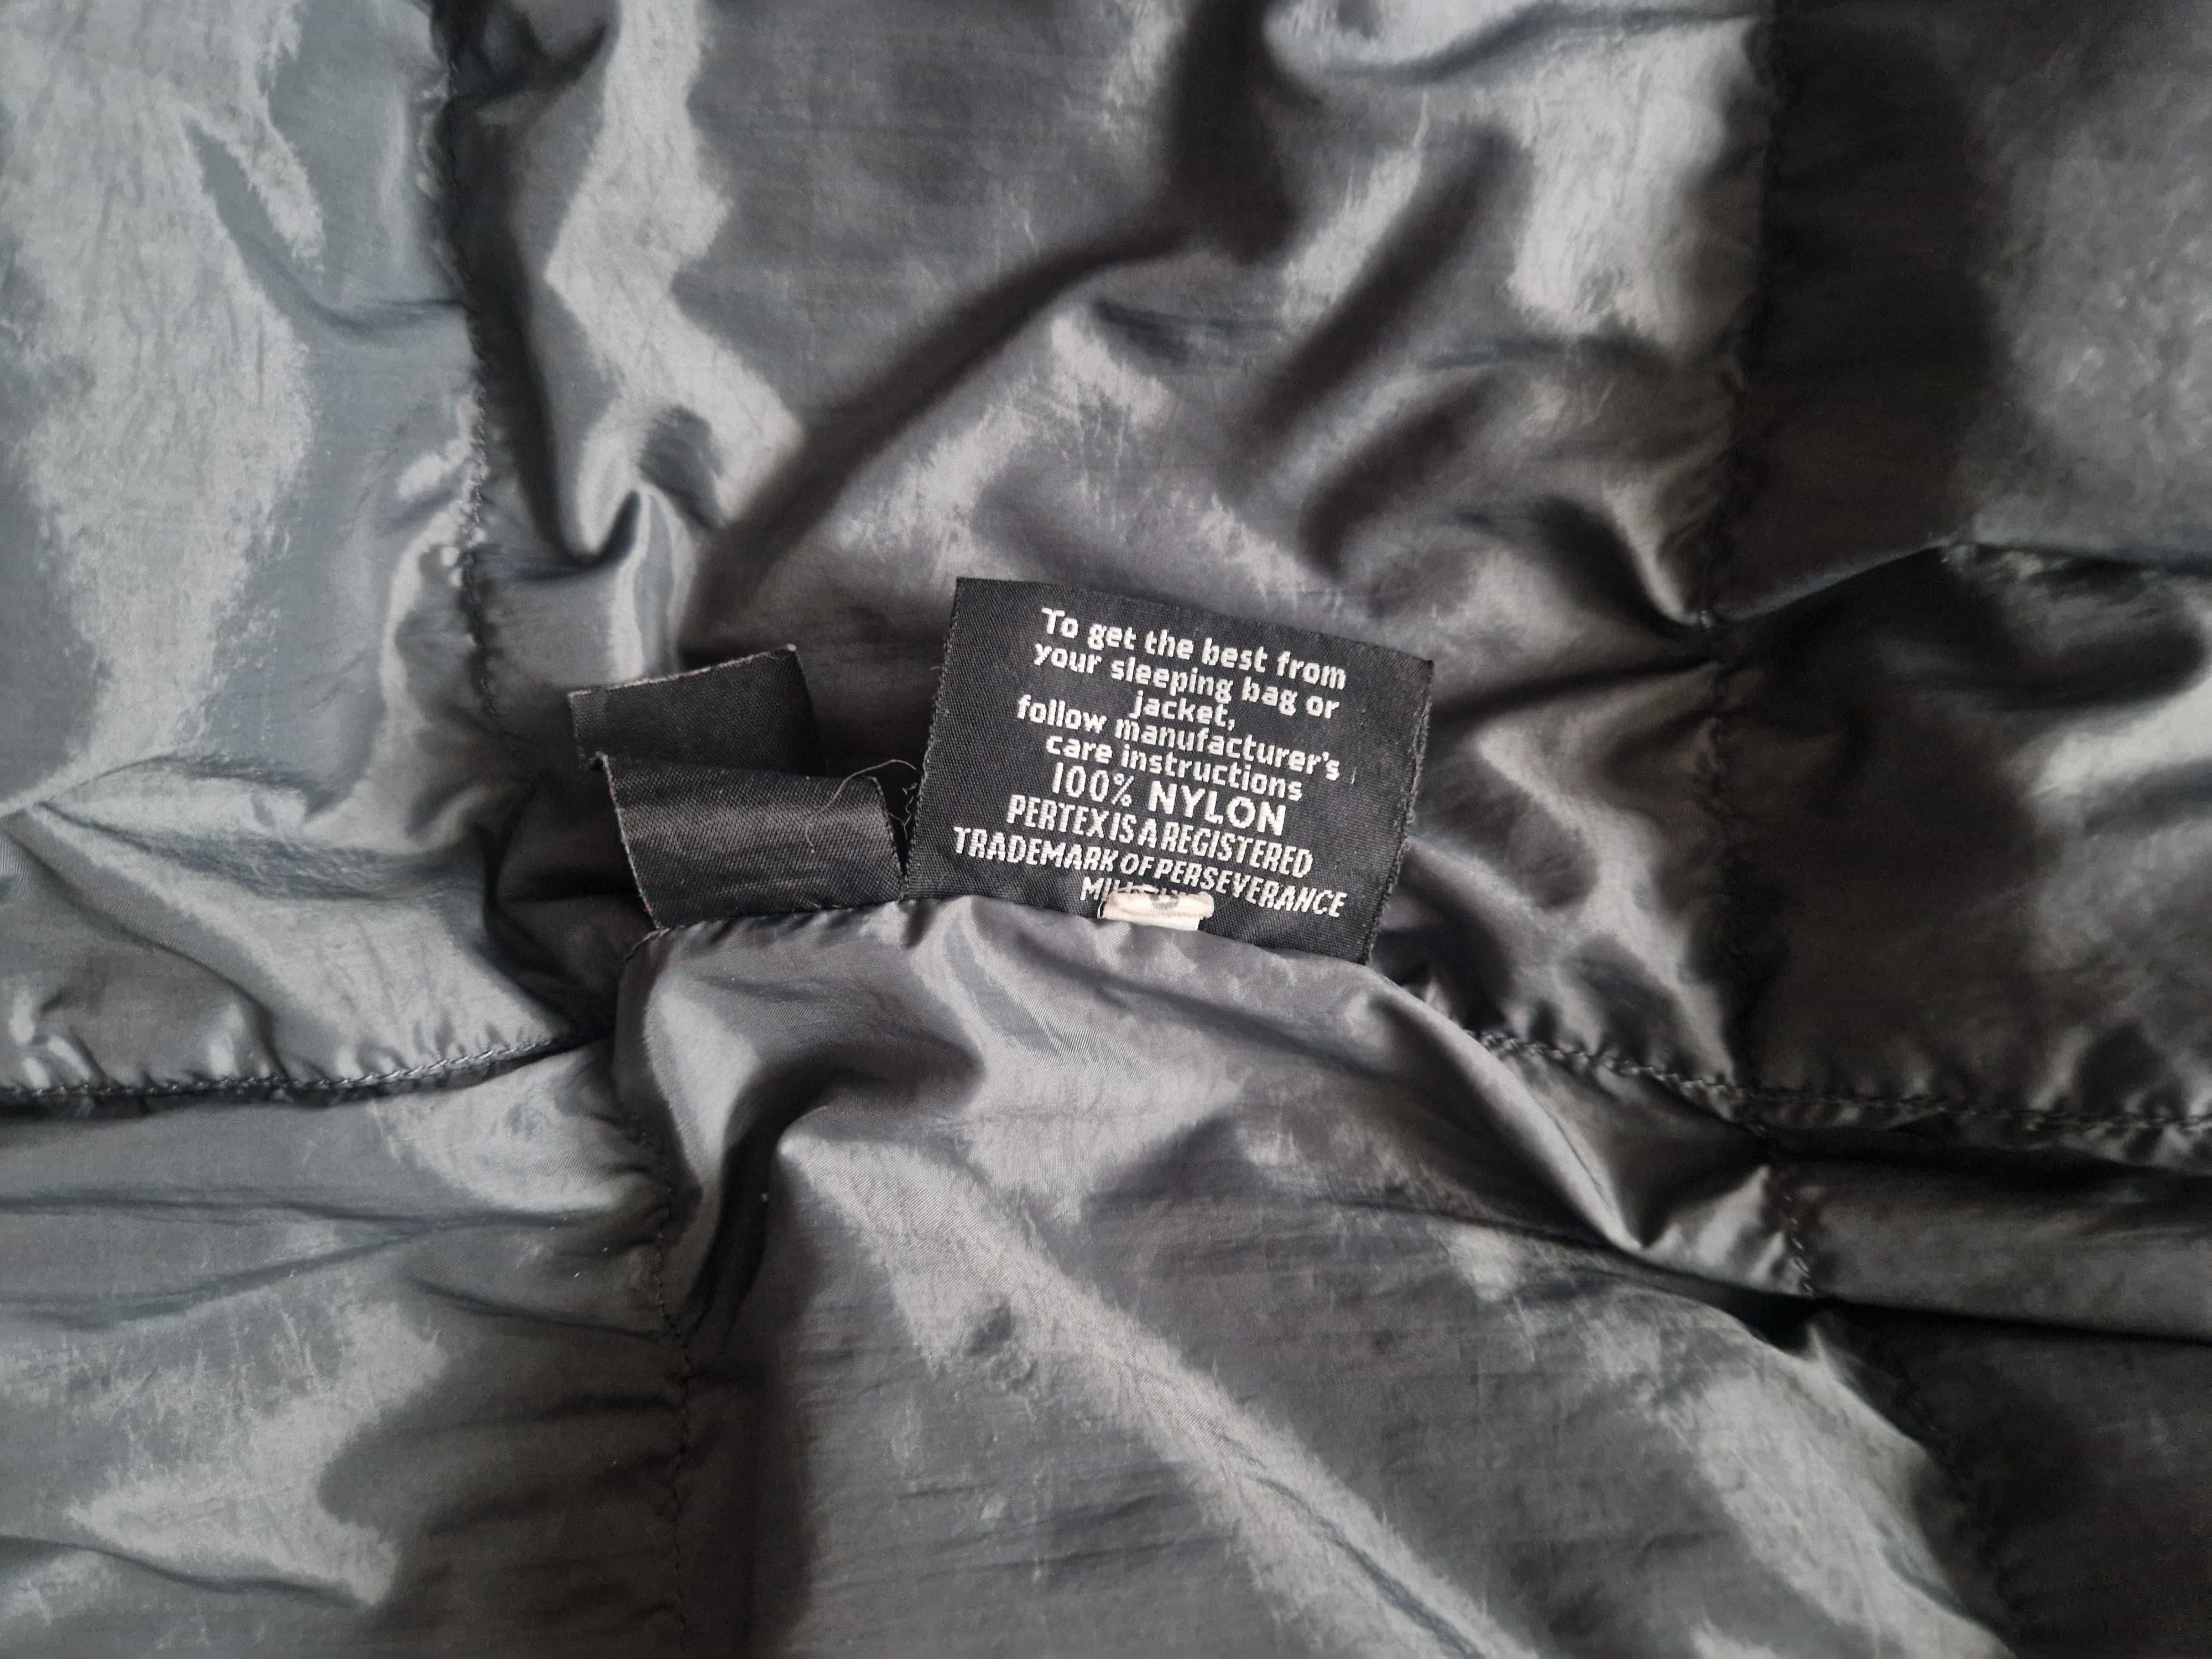 To get the best from
your sleeping bag or
jacket,
follow manufacturer's
care instructions
100% NYLON
PERTEX IS A REGISTERED
TRADEMARK OF PERSEVERANCE